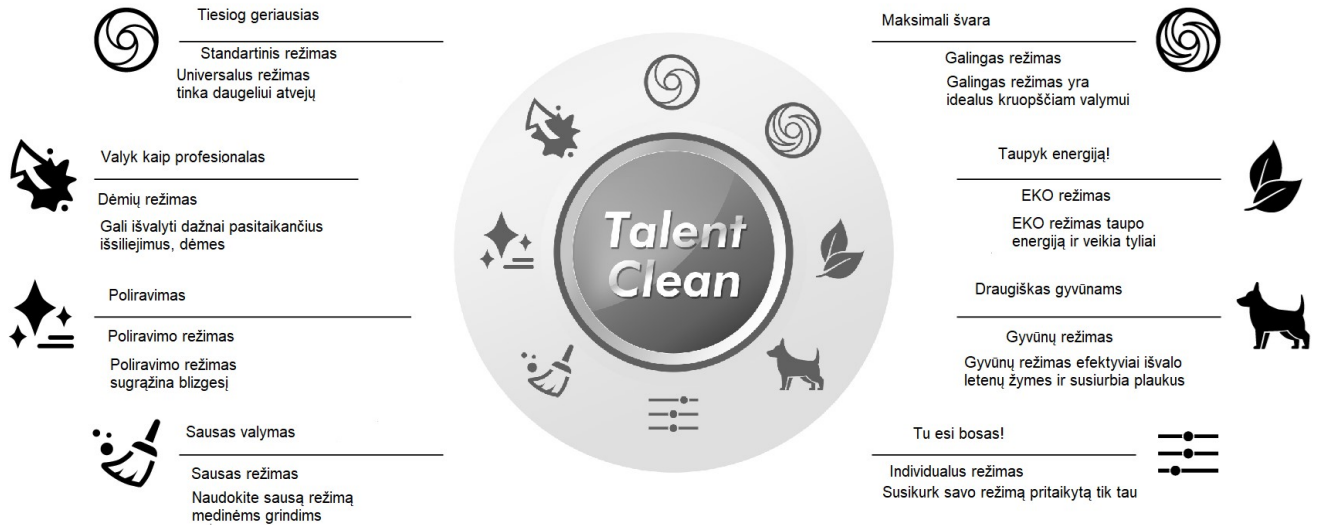 Tiesiog geriausias
Standartinis režimas
Universalus režimas
tinka daugeliui atvejų
Valyk kaip profesionalas
Dėmių režimas
Gali išvalyti dažnai pasitaikančius
išsiliejimus, dėmes
Poliravimas
Poliravimo režimas
Poliravimo režimas
sugrąžina blizgesį
Sausas valymas
Sausas režimas
Naudokite sausą režimą
medinėms grindims
Talent
Clean
Maksimali švara
Galingas režimas
Galingas režimas yra
idealus kruopščiam valymui
Taupyk energiją!
EKO režimas
EKO režimas taupo
energiją ir veikia tyliai
Draugiškas gyvūnams
Gyvūnų režimas
Gyvūnų režimas efektyviai išvalo
letenų žymes ir susiurbia plaukus
Tu esi bosas!
Individualus režimas
Susikurk savo režimą pritaikytą tik tau